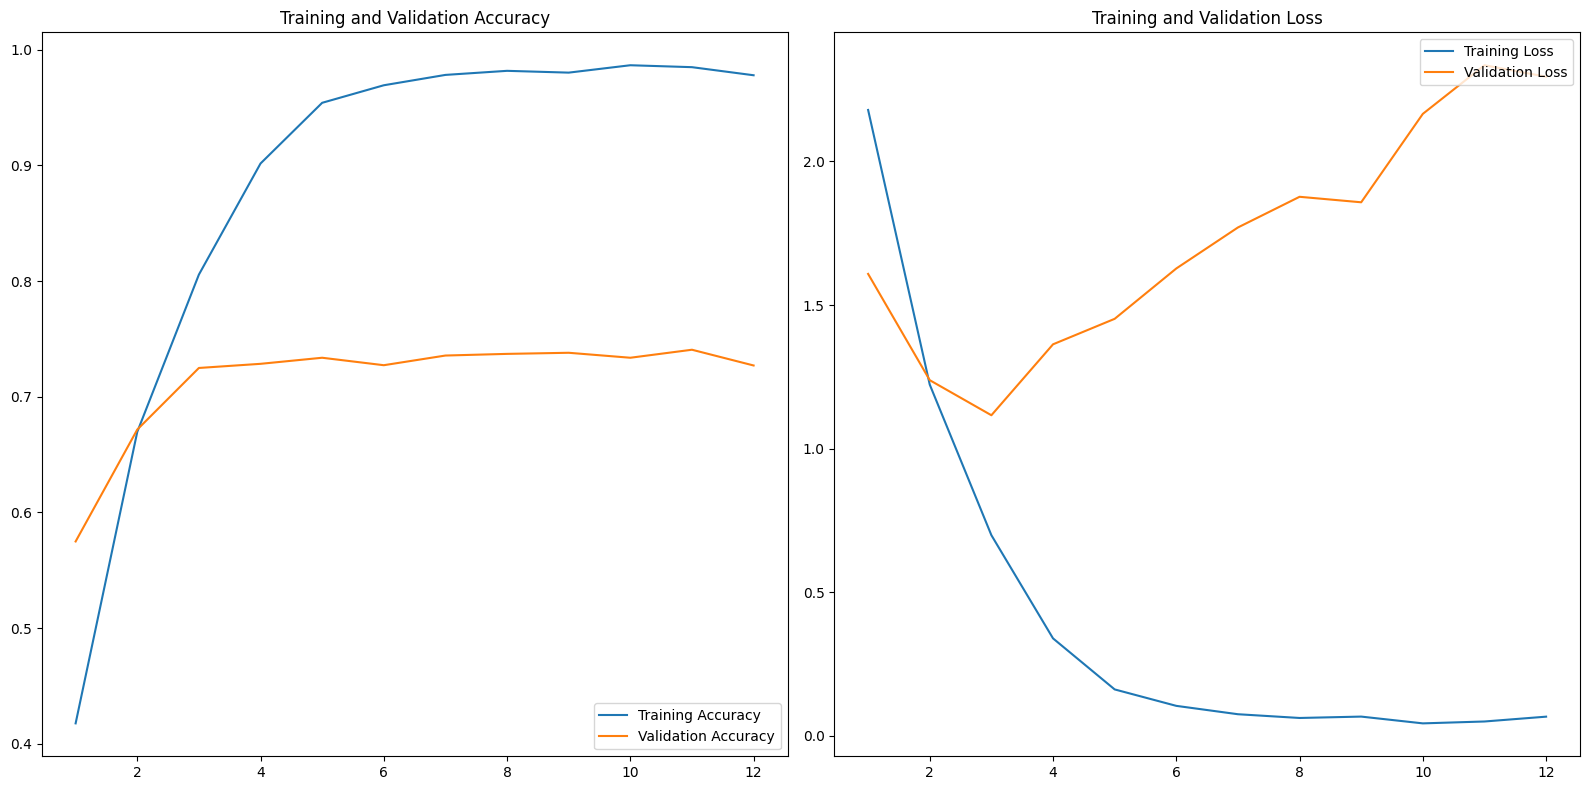 Training and Validation Accuracy
1.0
0.9
0.8
0.7
0.6
0.5
0.4
2 4 6 8 10 12
Training Accuracy
Validation Accuracy
Training and Validation Loss
2.0
1.5
1.0
0.5
0.0
2 4 6 8 10 12
Training Loss
Validation Loss